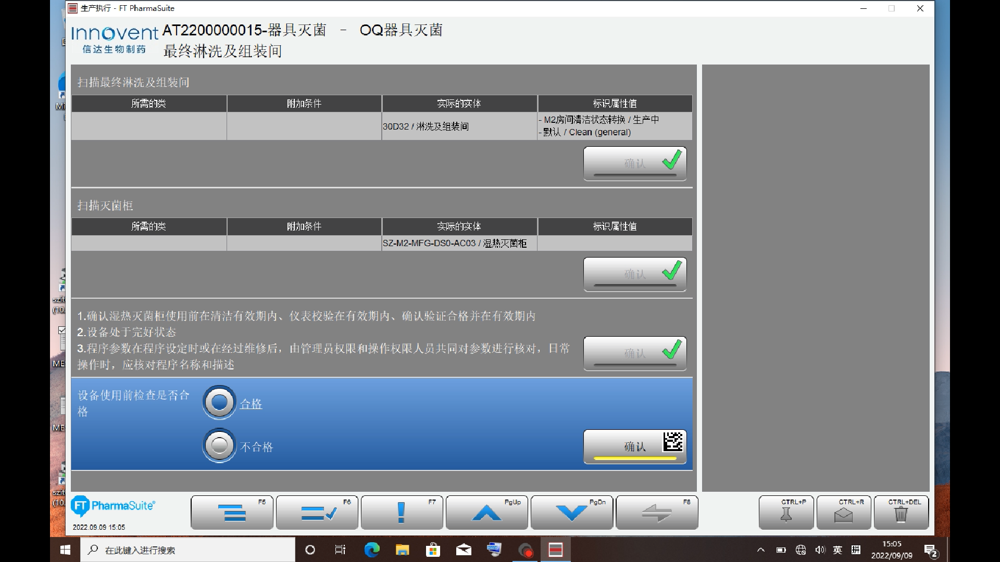 生产执行 - FT PharmaSuite
Innovent
信达生物制药
AT2200000015-器具灭菌 - OQ器具灭菌
最终淋洗及组装间
扫描最终淋洗及组装间
所需的类 附加条件 实际的实体 标识属性值
30D32 / 淋洗及组装间
- M2房间清洁状态转换 / 生产中
- 默认 / Clean (general)
确认
扫描灭菌柜
所需的类 附加条件 实际的实体 标识属性值
SZ-M2-MFG-DS0-AC03 / 湿热灭菌柜
确认
1.确认湿热灭菌柜使用前在清洁有效期内、仪表校验在有效期内、确认验证合格并在有效期内
2.设备处于完好状态
3.程序参数在程序设定时或在经过维修后，由管理员权限和操作权限人员共同对参数进行核对，日常
操作时，应核对程序名称和描述
确认
设备使用前检查是否合
格
合格
不合格
确认
FT PharmaSuite®
2022.09.09 15:05
F5 F6 F7 PgUp PgDn F8 CTRL+P CTRL+R CTRL+DEL
szit
(10.
ME
ME
szit
(10.
在此键入进行搜索
英
拼
15:05
2022/09/09
2